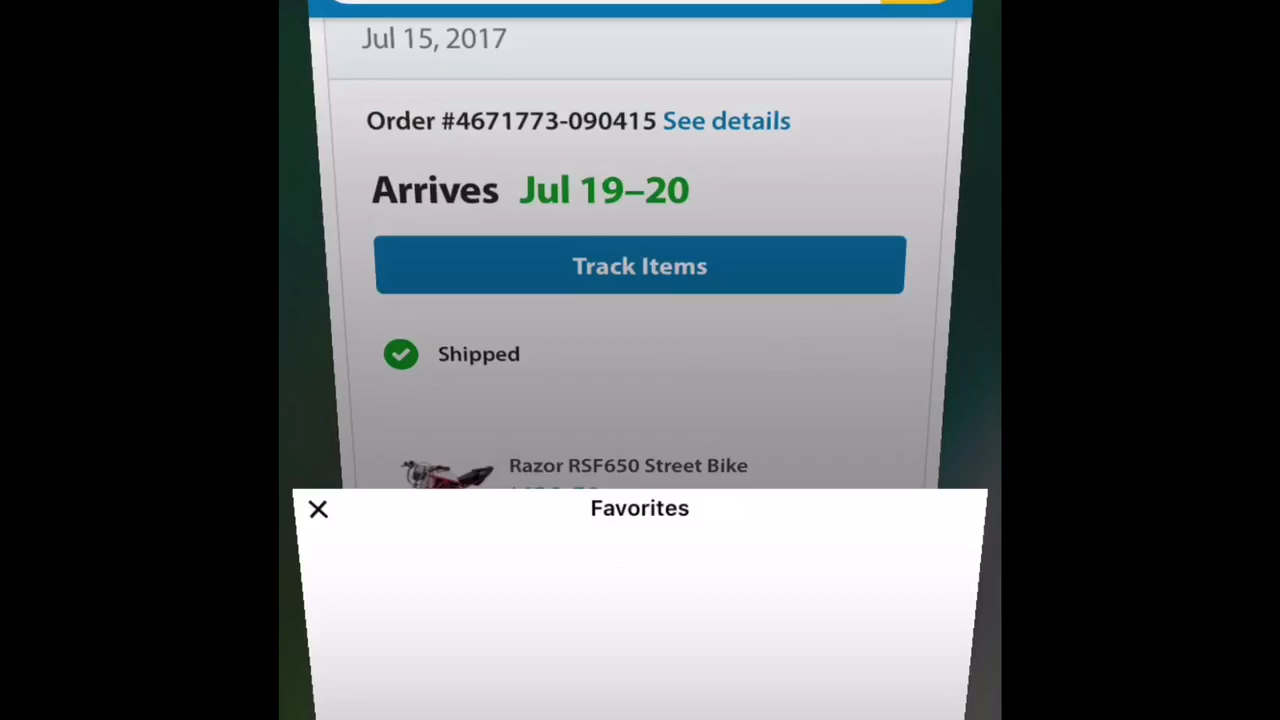 Jul 15, 2017
Order #4671773-090415 See details
Arrives Jul 19–20
Track Items
Shipped
Razor RSF650 Street Bike
Favorites